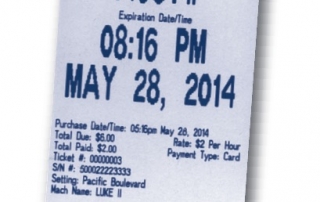 Expiration Date/Time
08:16 PM
MAY 28, 2014
Purchase Date/Time: 05:15pm May 28, 2014
Total Due: $6.00 Rate: $2 Per Hour
Total Paid: $2.00 Payment Type: Card
Ticket #: 00000003
S/N #: 500022223333
Setting: Pacific Boulevard
Mach Name: LUKE II